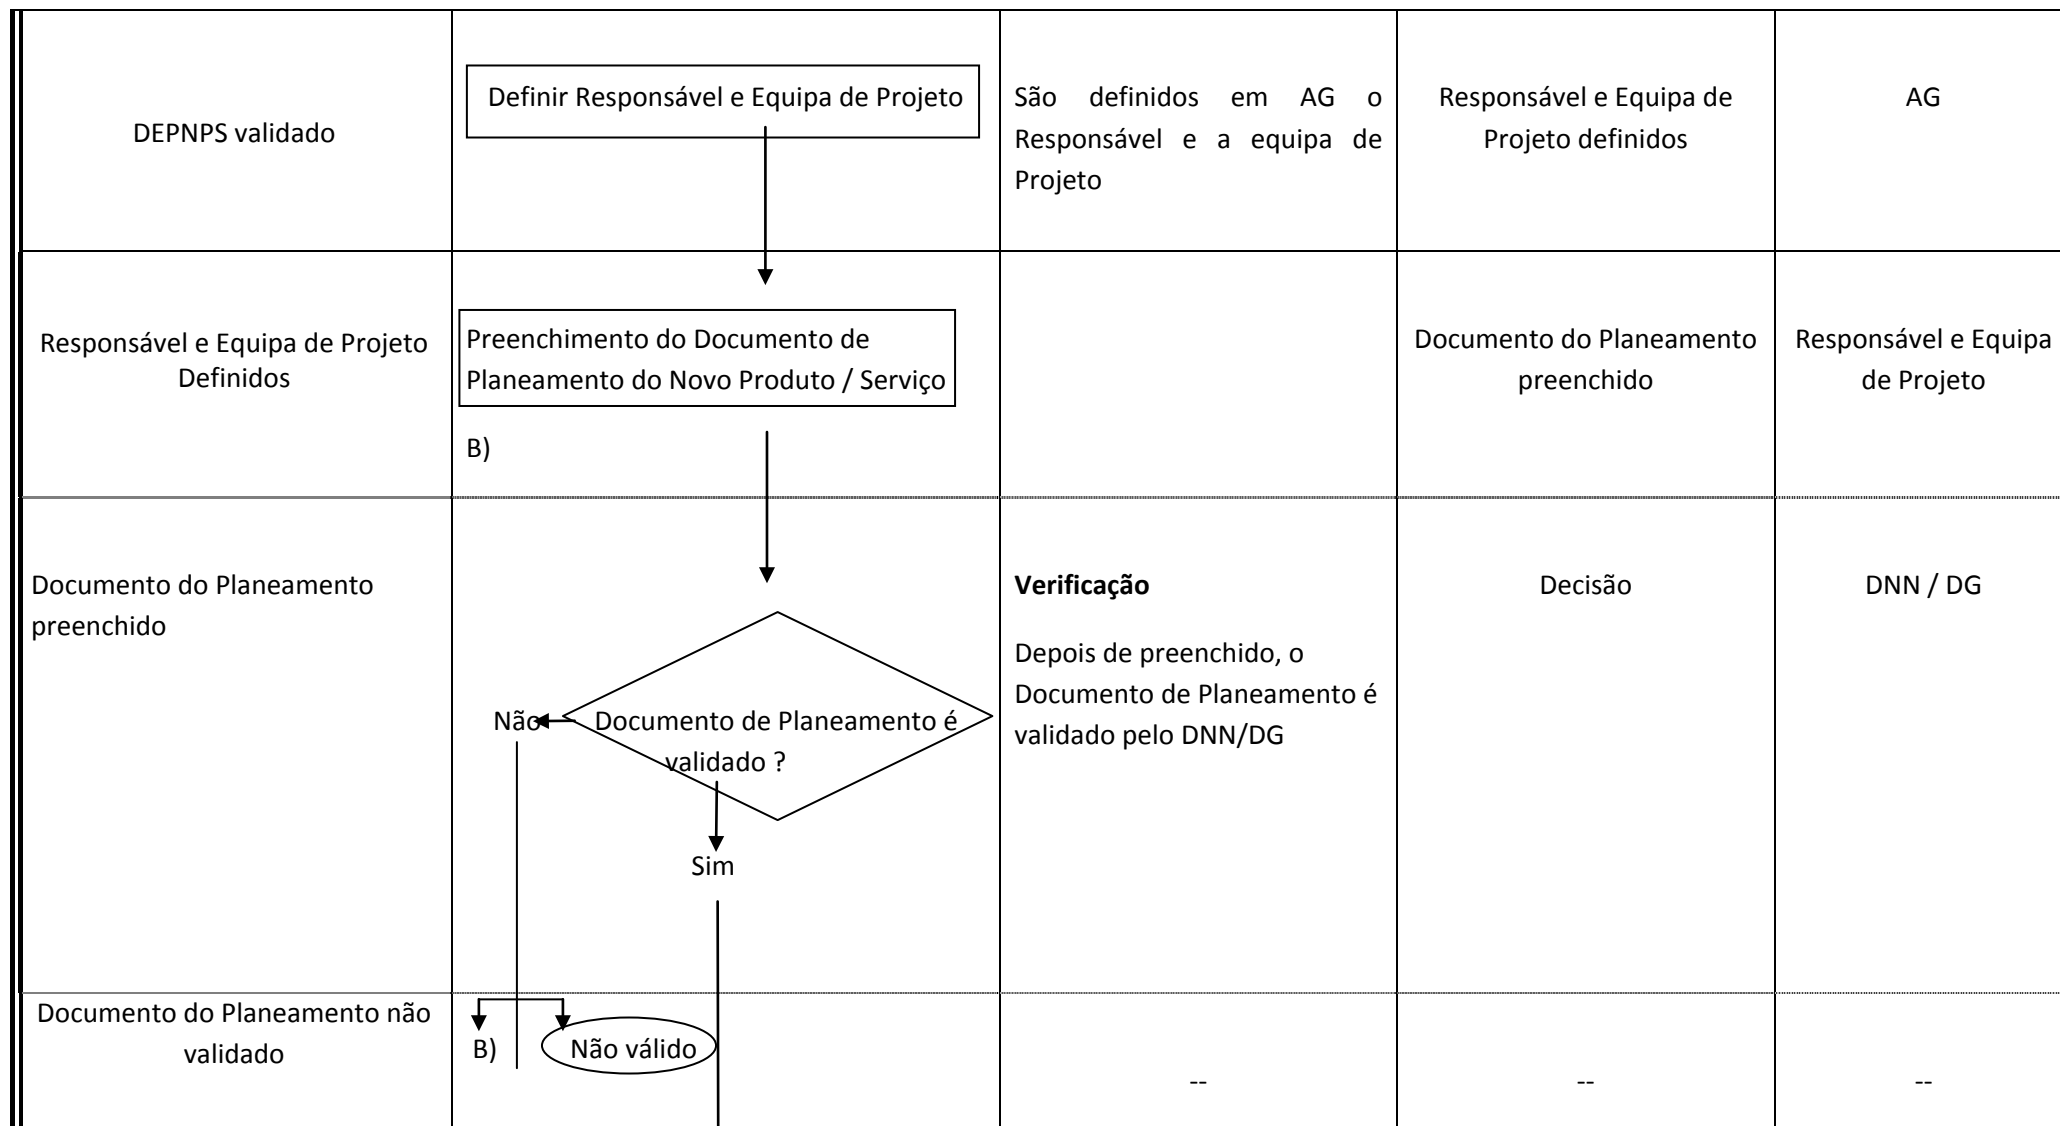 DEPNPS validado
Definir Responsável e Equipa de Projeto
São definidos em AG o
Responsável e a equipa de
Projeto
Responsável e Equipa de
Projeto definidos
AG
Responsável e Equipa de Projeto
Definidos
Preenchimento do Documento de
Planeamento do Novo Produto / Serviço
B)
Documento do Planeamento
preenchido
Responsável e Equipa
de Projeto
Documento do Planeamento
preenchido
Não
Documento de Planeamento é
validado ?
Sim
Verificação
Depois de preenchido, o
Documento de Planeamento é
validado pelo DNN/DG
Decisão
DNN / DG
Documento do Planeamento não
validado
B)
Não válido
--
--
--